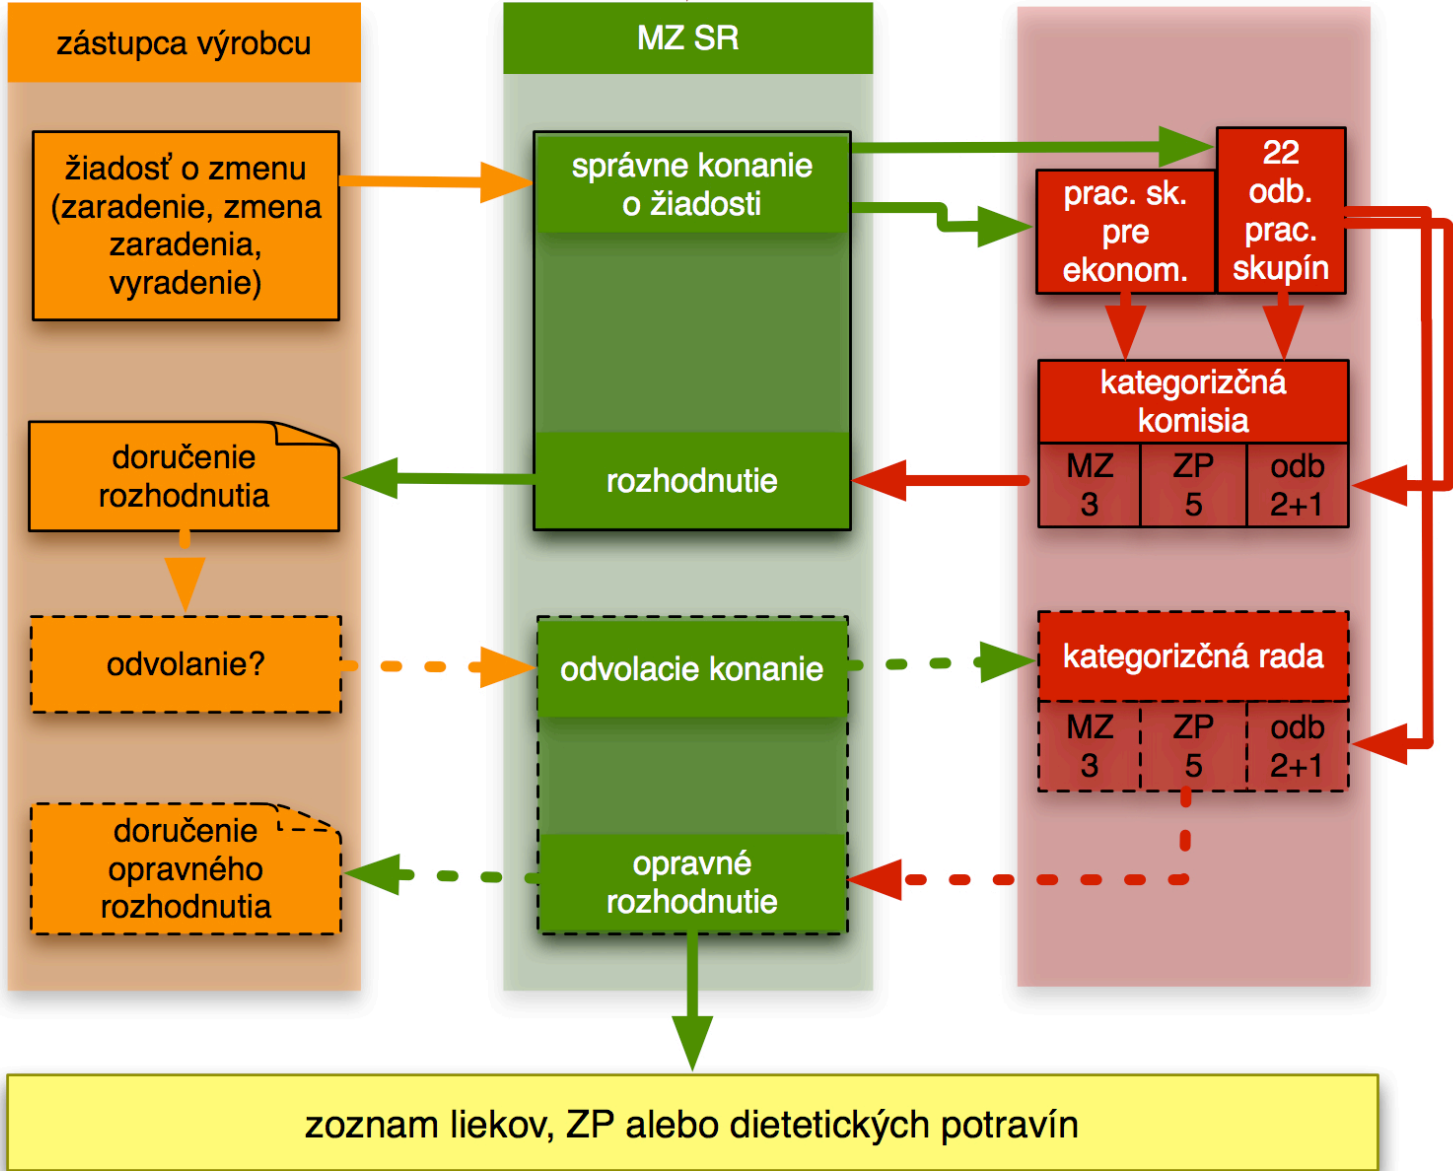 zástupca výrobcu
MZ SR
žiadosť o zmenu
(zaradenie, zmena
zaradenia,
vyradenie)
správne konanie
o žiadosti
prac. sk.
pre
ekonom.
22
odb.
prac.
skupín
kategorizčná
komisia
MZ
3
ZP
5
odb
2+1
rozhodnutie
doručenie
rozhodnutia
odvolanie?
odvolacie konanie
kategorizčná rada
MZ
3
ZP
5
odb
2+1
opravné
rozhodnutie
doručenie
opravného
rozhodnutia
zoznam liekov, ZP alebo dietetických potravín